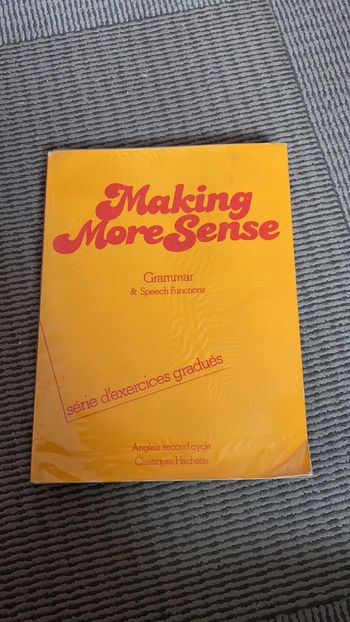 Making
More Sense
Grammar
& Speech Functions
série d'exercices gradués
Anglais second cycle
Classiques Hachette